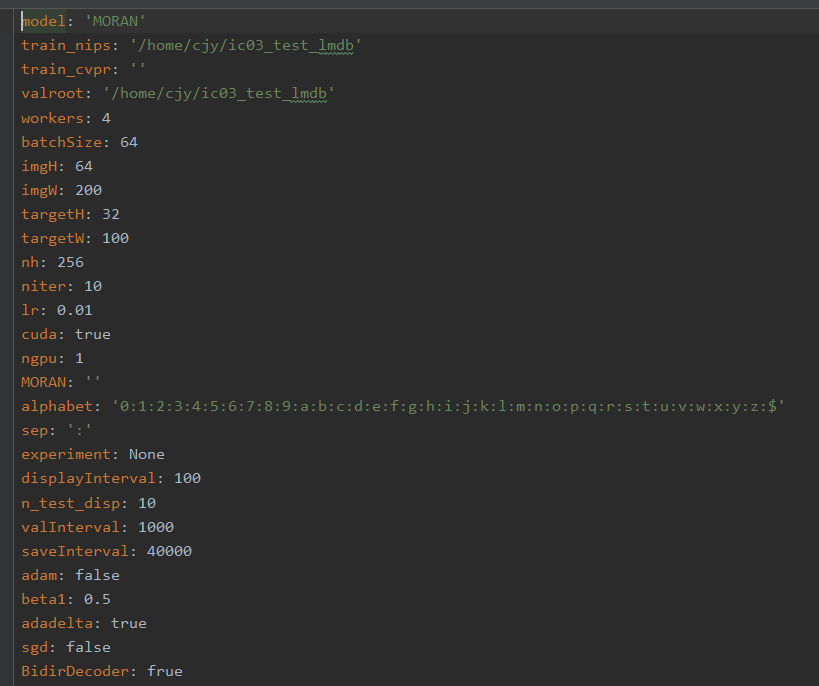 model: 'MORAN'
train_nips: '/home/cjy/ic03_test_lmdb'
train_cvpr: ''
valroot: '/home/cjy/ic03_test_lmdb'
workers: 4
batchSize: 64
imgH: 64
imgW: 200
targetH: 32
targetW: 100
nh: 256
niter: 10
lr: 0.01
cuda: true
ngpu: 1
MORAN: ''
alphabet: '0:1:2:3:4:5:6:7:8:9:a:b:c:d:e:f:g:h:i:j:k:l:m:n:o:p:q:r:s:t:u:v:w:x:y:z:$'
sep: ':'
experiment: None
displayInterval: 100
n_test_disp: 10
valInterval: 1000
saveInterval: 40000
adam: false
beta1: 0.5
adadelta: true
sgd: false
BidirDecoder: frue